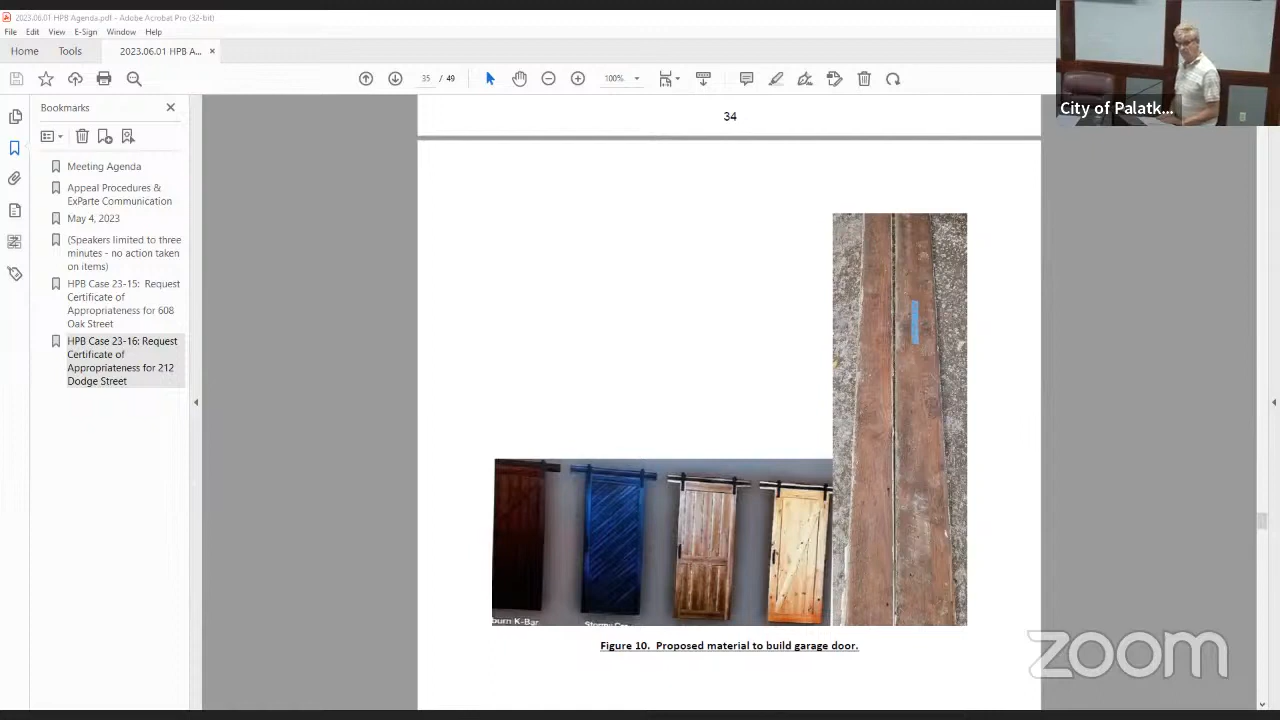 2023.06.01 HPB Agenda.pdf - Adobe Acrobat Pro (32-bit)
File Edit View E-Sign Window Help
Home Tools 2023.06.01 HPB A... ×
35 / 49 100%
Bookmarks
Meeting Agenda
Appeal Procedures &
ExParte Communication
May 4, 2023
(Speakers limited to three
minutes - no action taken
on items)
HPB Case 23-15: Request
Certificate of
Appropriateness for 608
Oak Street
HPB Case 23-16: Request
Certificate of
Appropriateness for 212
Dodge Street
34
urn K-Bar
Figure 10. Proposed material to build garage door.
City of Palatk...
zoom